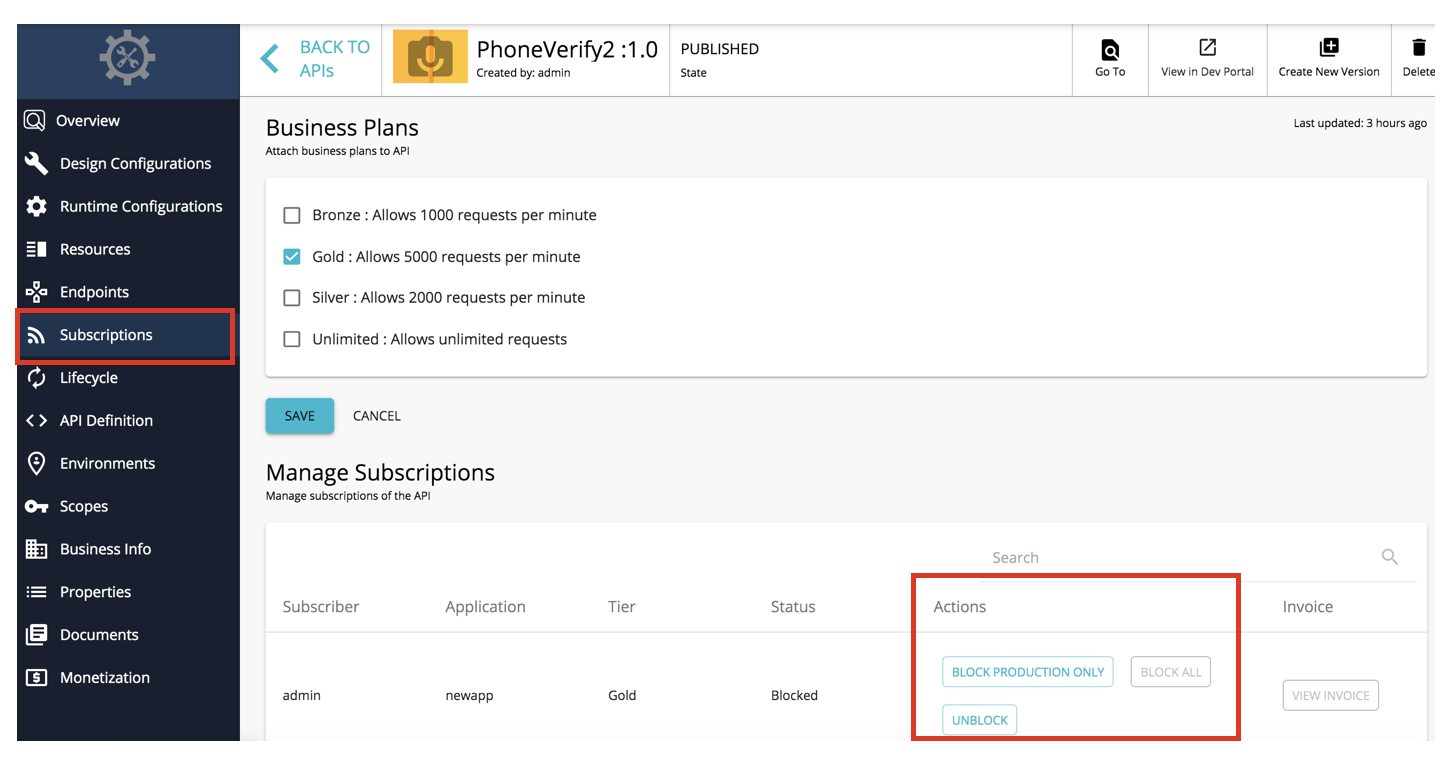 BACK TO
APIs
PhoneVerify2 :1.0
Created by: admin
PUBLISHED
State
Go To
View in Dev Portal
Create New Version
Delete
Overview
Design Configurations
Runtime Configurations
Resources
Endpoints
Subscriptions
Lifecycle
API Definition
Environments
Scopes
Business Info
Properties
Documents
Monetization
Business Plans
Last updated: 3 hours ago
Attach business plans to API
Bronze : Allows 1000 requests per minute
Gold : Allows 5000 requests per minute
Silver : Allows 2000 requests per minute
Unlimited : Allows unlimited requests
SAVE CANCEL
Manage Subscriptions
Manage subscriptions of the API
Search
Subscriber Application Tier Status Actions Invoice
admin newapp Gold Blocked
BLOCK PRODUCTION ONLY BLOCK ALL
UNBLOCK
VIEW INVOICE